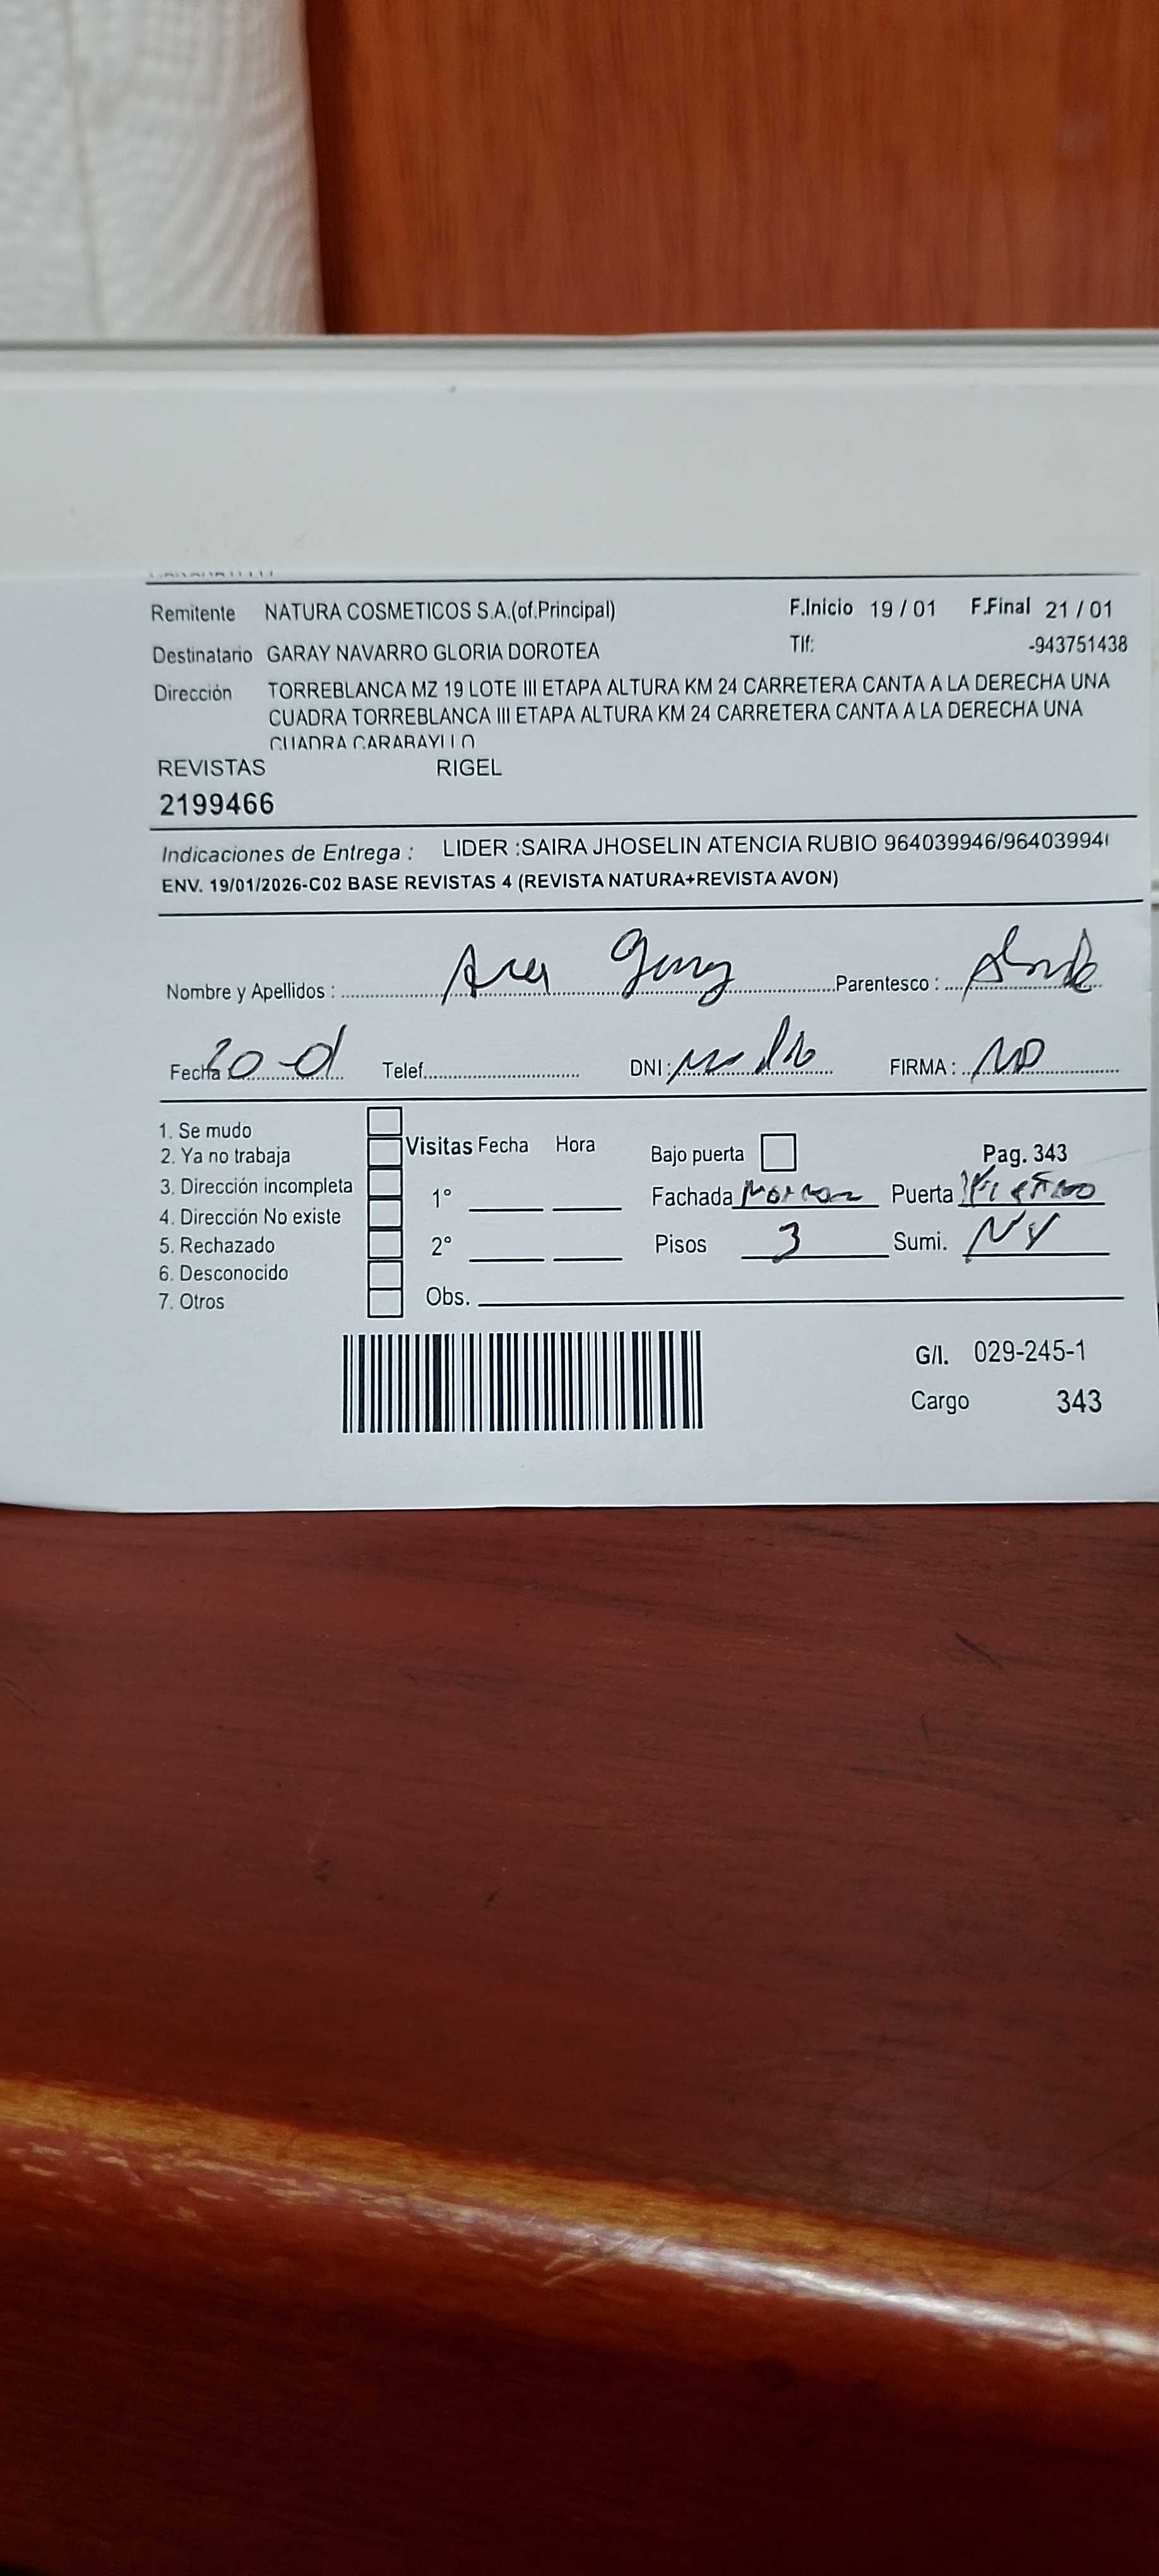 Remitente NATURA COSMETICOS S.A.(of.Principal) F.Inicio 19 / 01 F.Final 21 / 01
Destinatario GARAY NAVARRO GLORIA DOROTEA Tlf: -943751438
Dirección TORREBLANCA MZ 19 LOTE III ETAPA ALTURA KM 24 CARRETERA CANTA A LA DERECHA UNA
CUADRA TORREBLANCA III ETAPA ALTURA KM 24 CARRETERA CANTA A LA DERECHA UNA
CUADRA CARABAYLLO
REVISTAS RIGEL
2199466
Indicaciones de Entrega : LIDER :SAIRA JHOSELIN ATENCIA RUBIO 964039946/96403994
ENV. 19/01/2026-C02 BASE REVISTAS 4 (REVISTA NATURA+REVISTA AVON)
Nombre y Apellidos : Parentesco :
Fecha 20-01 Telef. DNI: FIRMA :
1. Se mudo
2. Ya no trabaja Visitas Fecha Hora Bajo puerta Pag. 343
3. Dirección incompleta 1° Fachada Puerta
4. Dirección No existe
5. Rechazado 2° Pisos 3 Sumi. NV
6. Desconocido
7. Otros Obs.
G/I. 029-245-1
Cargo 343